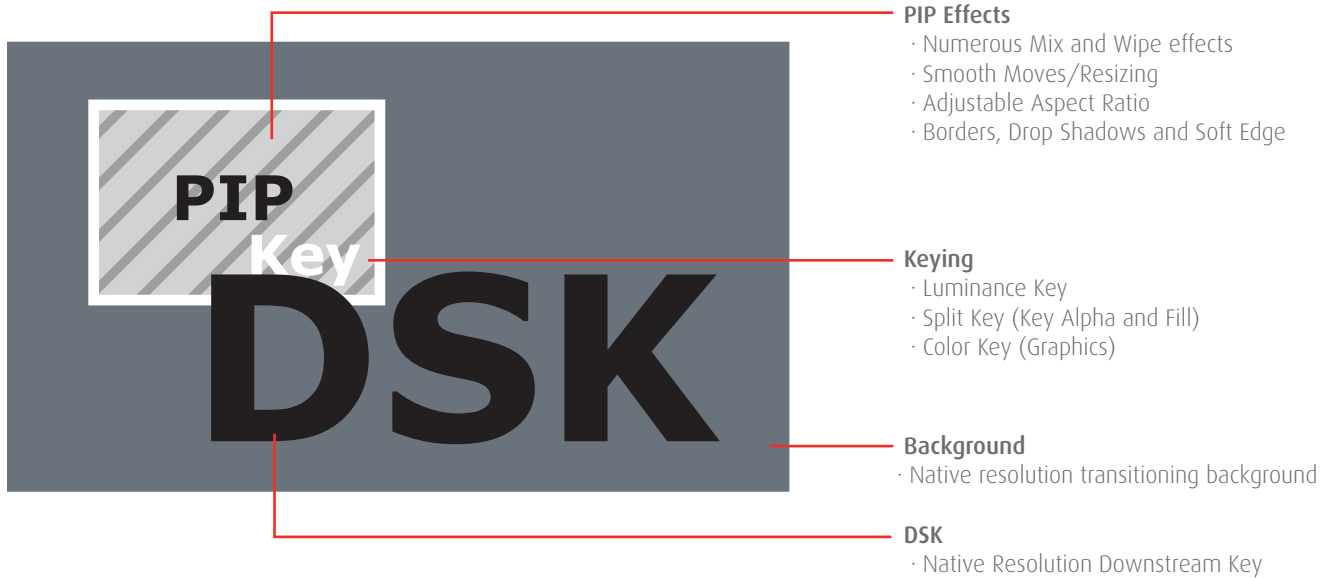 PIP Effects
· Numerous Mix and Wipe effects
· Smooth Moves/Resizing
· Adjustable Aspect Ratio
· Borders, Drop Shadows and Soft Edge
PIP
Key
DSK
Keying
· Luminance Key
· Split Key (Key Alpha and Fill)
· Color Key (Graphics)
Background
· Native resolution transitioning background
DSK
· Native Resolution Downstream Key